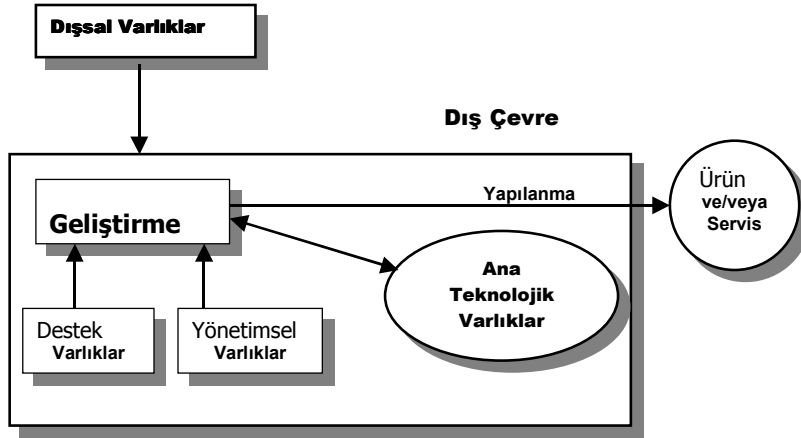 Dışsal Varlıklar
Dış Çevre
Geliştirme
Yapılanma
Ürün
ve/veya
Servis
Ana
Teknolojik
Varlıklar
Destek
Varlıklar
Yönetimsel
Varlıklar